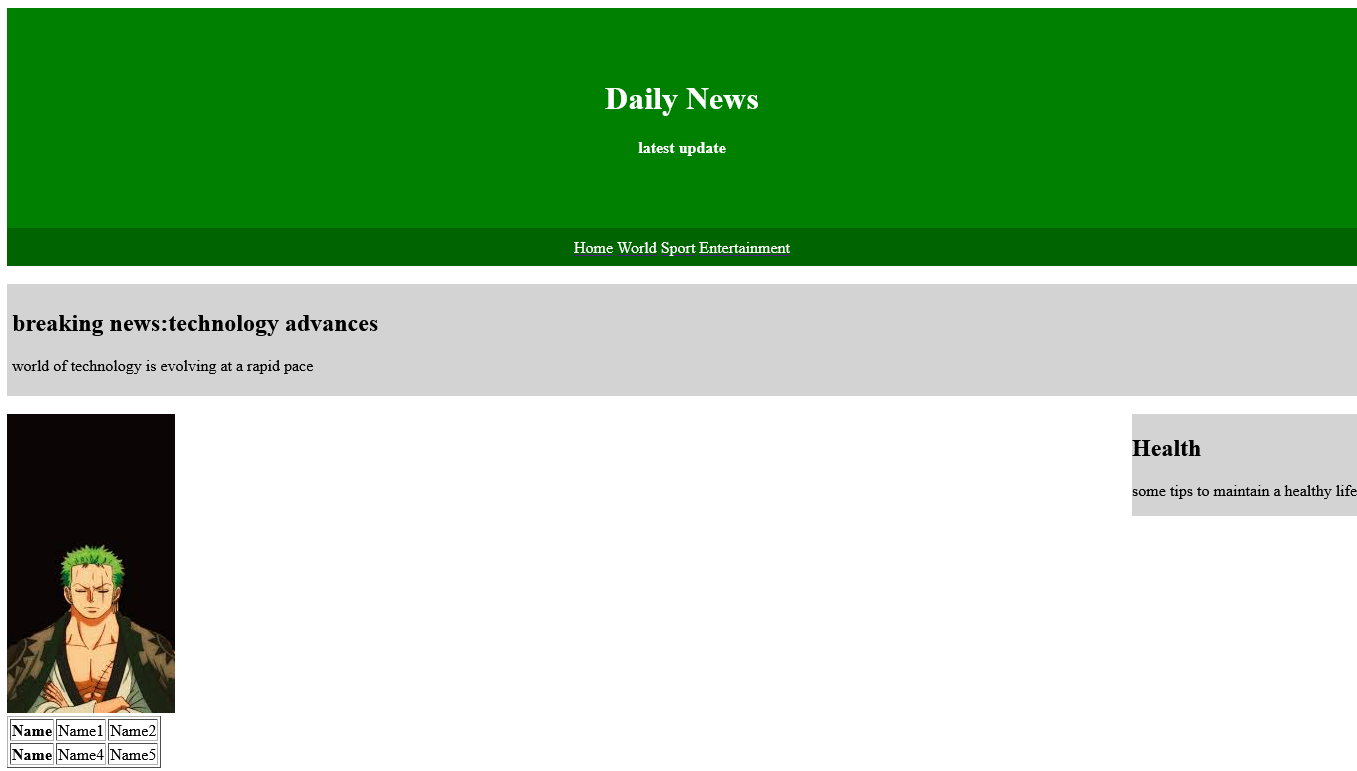 Daily News
latest update
Home World Sport Entertainment
breaking news:technology advances
world of technology is evolving at a rapid pace
Health
some tips to maintain a healthy life
Name Name1 Name2
Name Name4 Name5